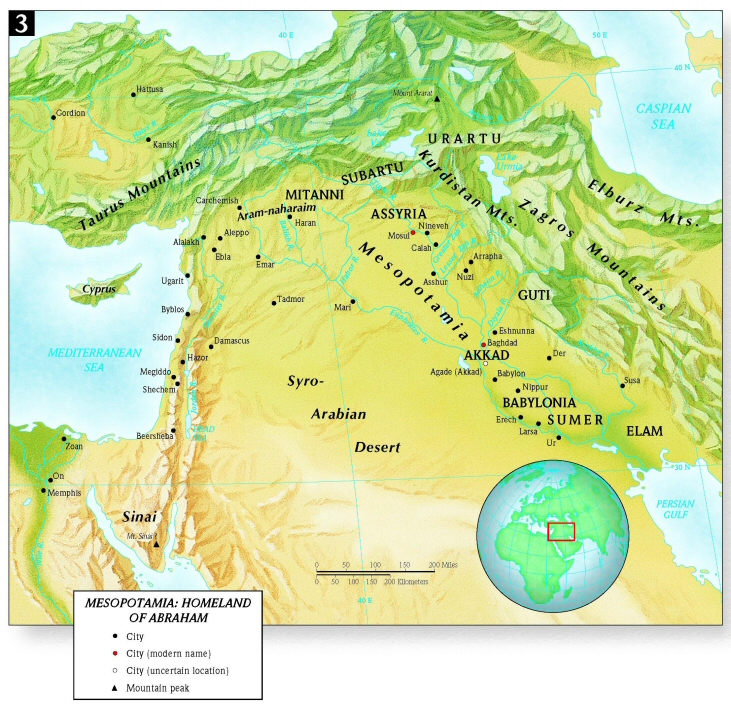 3
40 E
50 E
40 N
Hattusa
Gordion
Kanish
Mount Ararat
CASPIAN
SEA
URARTU
Lake
Urmia
SUBARTU
Kurdistan Mts.
Elburz Mts.
Zagros Mountains
Taurus Mountains
MITANNI
Carchemish
Aram-naharaim
Haran
ASSYRIA
Nineveh
Mosul
Calah
Alalakh
Aleppo
Ebla
Emar
Arrapha
Nuzi
Asshur
Mesopotamia
Ugarit
Cyprus
GUTI
Tadmor
Mari
Euphrates R.
Byblos
Eshnunna
Sidon
Damascus
Baghdad
AKKAD
Der
MEDITERRANEAN
SEA
Hazor
Agade (Akkad)
Megiddo
Shechem
Babylon
Susa
Nippur
Syro-
Arabian
Desert
BABYLONIA
SUMER
Erech
Larsa
Ur
ELAM
Beersheba
Zoan
30 N
On
Memphis
PERSIAN
GULF
Sinai
Mt. Sinai?
0 50 100 200 Miles
0 50 100 150 200 Kilometers
40 E
MESOPOTAMIA: HOMELAND
OF ABRAHAM
City
City (modern name)
City (uncertain location)
Mountain peak